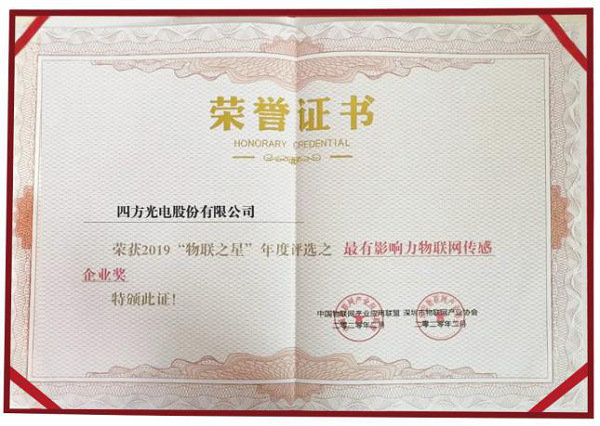 荣誉证书
HONORARY CREDENTIAL
四方光电股份有限公司
荣获2019“物联之星”年度评选之 最有影响力物联网传感
企业奖
特颁此证！
中国物联网产业应用联盟 深圳市物联网产业协会
二〇二〇年二月 二〇二〇年二月